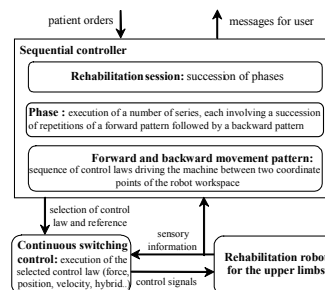 patient orders
messages for user
Sequential controller
Rehabilitation session: succession of phases
Phase : execution of a number of series, each involving a succession
of repetitions of a forward pattern followed by a backward pattern
Forward and backward movement pattern:
sequence of control laws driving the machine between two coordinate
points of the robot workspace
selection of control
law and reference
sensory
information
Continuous switching
control: execution of the
selected control law (force,
position, velocity, hybrid..)
control signals
Rehabilitation robot
for the upper limbs